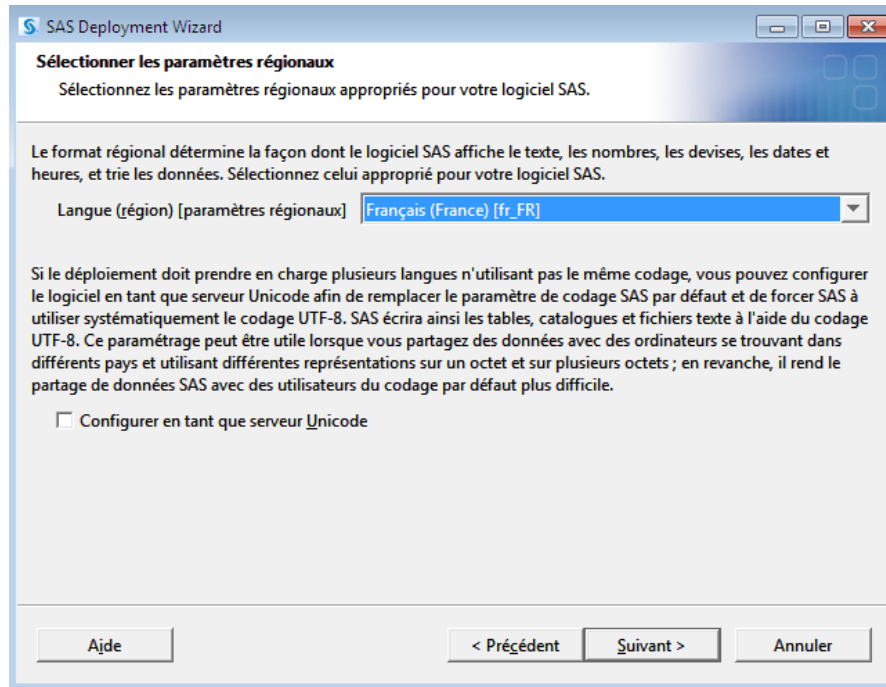 SAS Deployment Wizard
Sélectionner les paramètres régionaux
Sélectionnez les paramètres régionaux appropriés pour votre logiciel SAS.
Le format régional détermine la façon dont le logiciel SAS affiche le texte, les nombres, les devises, les dates et
heures, et trie les données. Sélectionnez celui approprié pour votre logiciel SAS.
Langue (région) [paramètres régionaux] Français (France) [fr_FR]
Si le déploiement doit prendre en charge plusieurs langues n'utilisant pas le même codage, vous pouvez configurer
le logiciel en tant que serveur Unicode afin de remplacer le paramètre de codage SAS par défaut et de forcer SAS à
utiliser systématiquement le codage UTF-8. SAS écrira ainsi les tables, catalogues et fichiers texte à l'aide du codage
UTF-8. Ce paramétrage peut être utile lorsque vous partagez des données avec des ordinateurs se trouvant dans
différents pays et utilisant différentes représentations sur un octet et sur plusieurs octets ; en revanche, il rend le
partage de données SAS avec des utilisateurs du codage par défaut plus difficile.
Configurer en tant que serveur Unicode
Aide < Précédent Suivant > Annuler